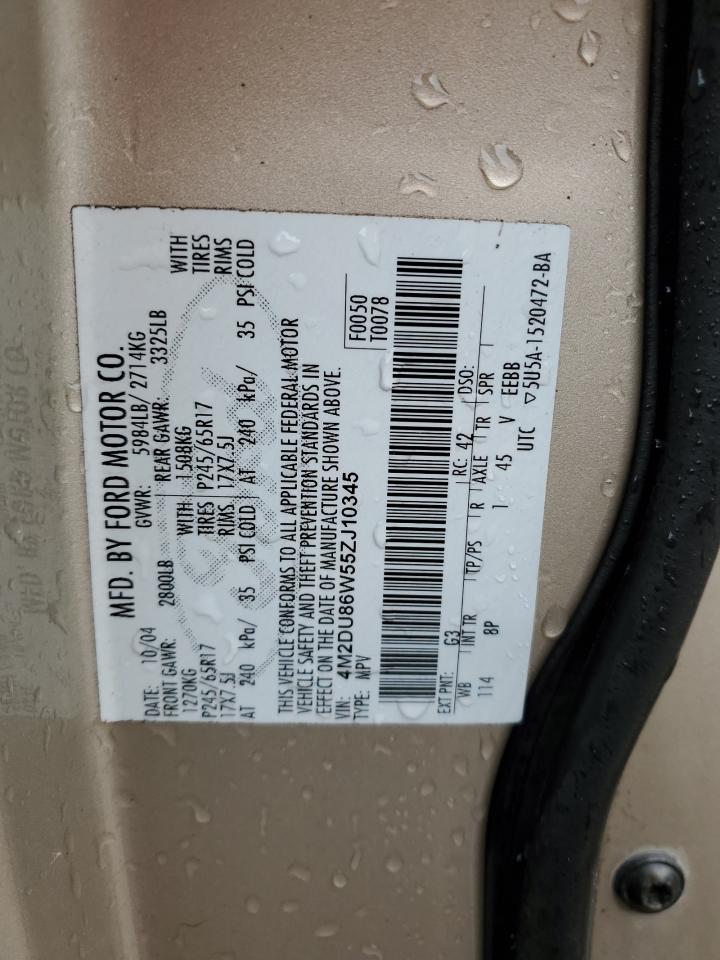 MFD. BY FORD MOTOR CO.
DATE: 10/04 GVWR: 5984LB/ 2714KG
FRONT GAWR: 2800LB REAR GAWR: 3325LB
1270KG WITH 1508KG WITH
P245/65R17 TIRES P245/65R17 TIRES
17X7.5J RIMS 17X7.5J RIMS
AT 240 kPa/ 35 PSI COLD AT 240 kPa/ 35 PSI COLD
THIS VEHICLE CONFORMS TO ALL APPLICABLE FEDERAL MOTOR
VEHICLE SAFETY AND THEFT PREVENTION STANDARDS IN
EFFECT ON THE DATE OF MANUFACTURE SHOWN ABOVE.
VIN: 4M2DU86W55ZJ10345
TYPE: MPV
F0050
T0078
EXT PNT: G3 RC: 42 DSO:
WB INT TR TP/PS R AXLE TR SPR
114 8P 1 45 V EEBB
UTC ▽5U5A-1520472-BA